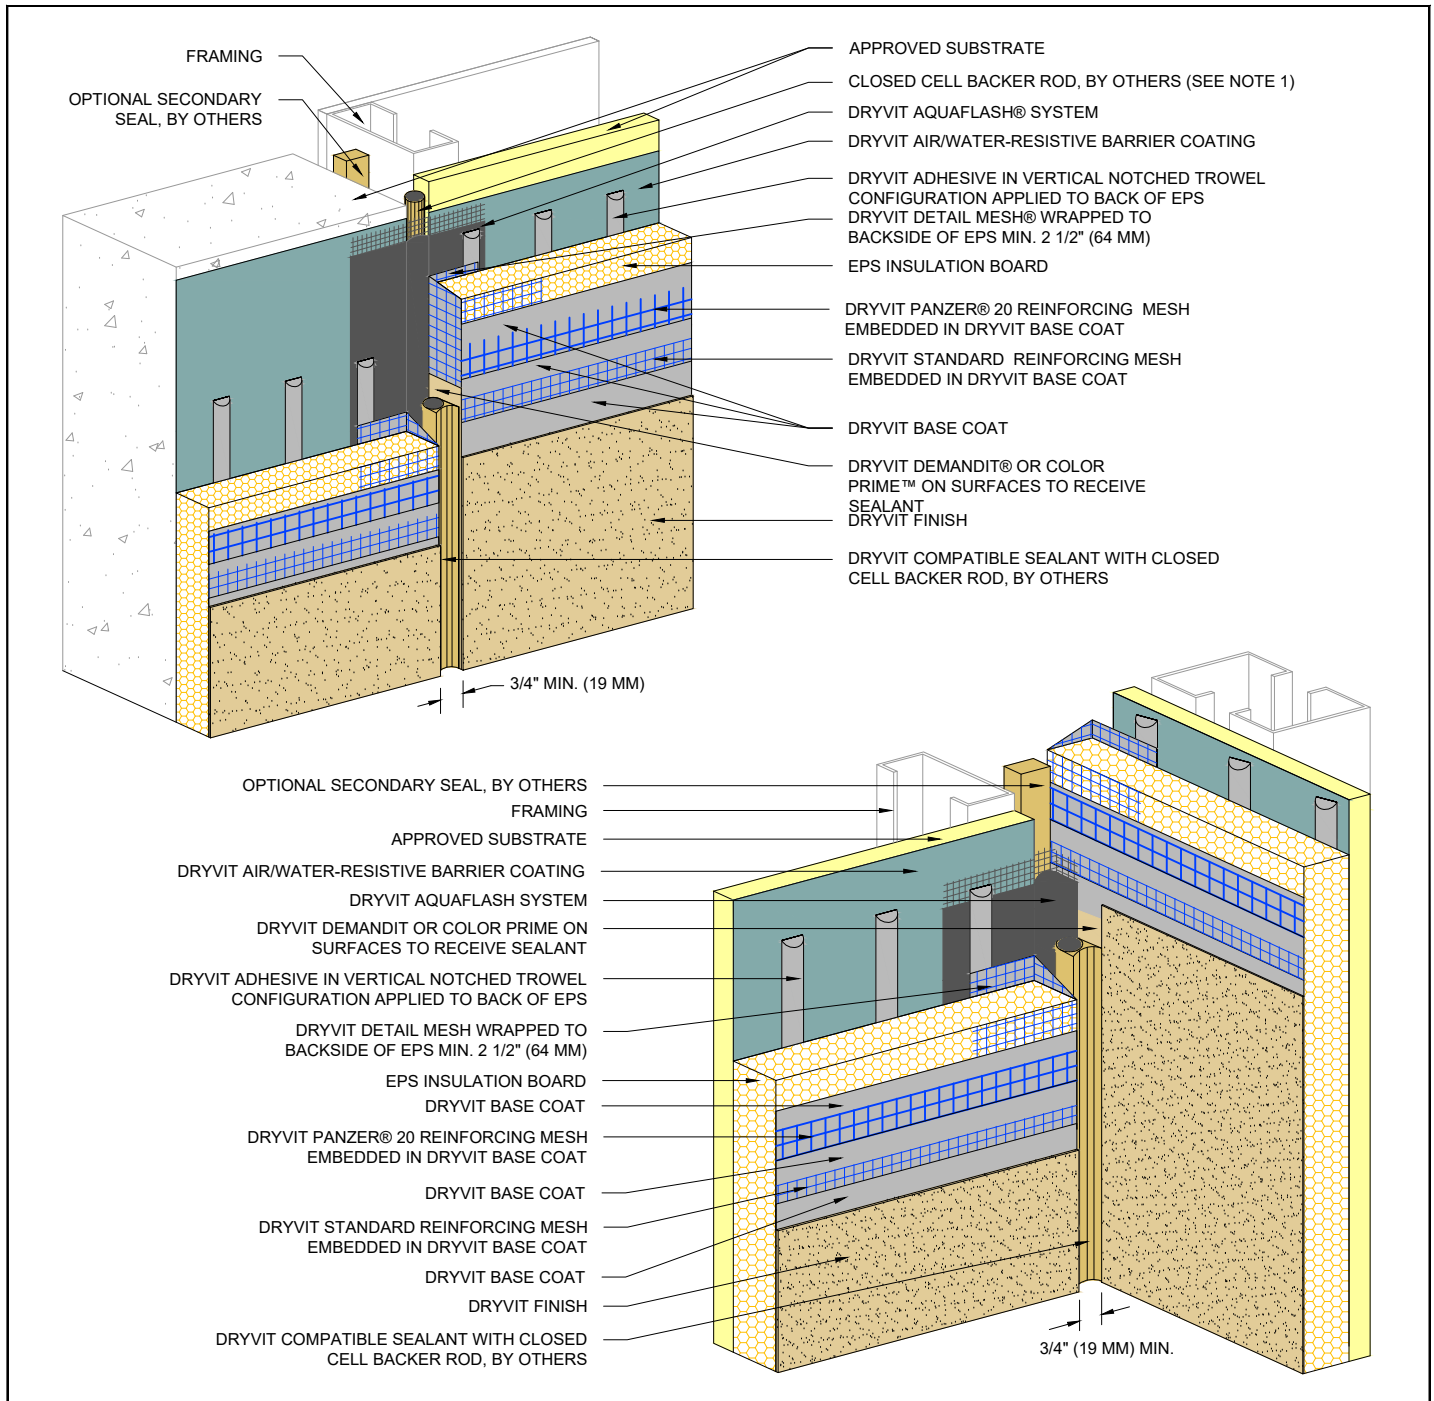 FRAMING
OPTIONAL SECONDARY
SEAL, BY OTHERS
APPROVED SUBSTRATE
CLOSED CELL BACKER ROD, BY OTHERS (SEE NOTE 1)
DRYVIT AQUAFLASH® SYSTEM
DRYVIT AIR/WATER-RESISTIVE BARRIER COATING
DRYVIT ADHESIVE IN VERTICAL NOTCHED TROWEL
CONFIGURATION APPLIED TO BACK OF EPS
DRYVIT DETAIL MESH® WRAPPED TO
BACKSIDE OF EPS MIN. 2 1/2" (64 MM)
EPS INSULATION BOARD
DRYVIT PANZER® 20 REINFORCING MESH
EMBEDDED IN DRYVIT BASE COAT
DRYVIT STANDARD REINFORCING MESH
EMBEDDED IN DRYVIT BASE COAT
DRYVIT BASE COAT
DRYVIT DEMANDIT® OR COLOR
PRIME™ ON SURFACES TO RECEIVE
SEALANT
DRYVIT FINISH
DRYVIT COMPATIBLE SEALANT WITH CLOSED
CELL BACKER ROD, BY OTHERS
3/4" MIN. (19 MM)
OPTIONAL SECONDARY SEAL, BY OTHERS
FRAMING
APPROVED SUBSTRATE
DRYVIT AIR/WATER-RESISTIVE BARRIER COATING
DRYVIT AQUAFLASH SYSTEM
DRYVIT DEMANDIT OR COLOR PRIME ON
SURFACES TO RECEIVE SEALANT
DRYVIT ADHESIVE IN VERTICAL NOTCHED TROWEL
CONFIGURATION APPLIED TO BACK OF EPS
DRYVIT DETAIL MESH WRAPPED TO
BACKSIDE OF EPS MIN. 2 1/2" (64 MM)
EPS INSULATION BOARD
DRYVIT BASE COAT
DRYVIT PANZER® 20 REINFORCING MESH
EMBEDDED IN DRYVIT BASE COAT
DRYVIT BASE COAT
DRYVIT STANDARD REINFORCING MESH
EMBEDDED IN DRYVIT BASE COAT
DRYVIT BASE COAT
DRYVIT FINISH
DRYVIT COMPATIBLE SEALANT WITH CLOSED
CELL BACKER ROD, BY OTHERS
3/4" (19 MM) MIN.